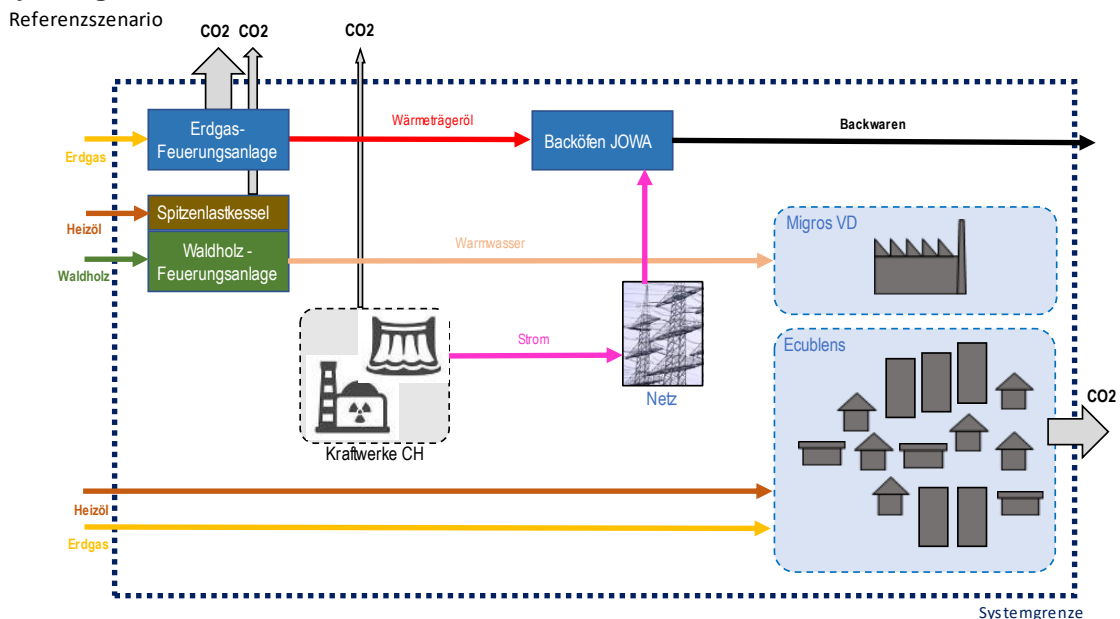 Referenzszenario
CO2
CO2
CO2
Erdgas-
Feuerungsanlage
Wärmeträgeröl
Backöfen JOWA
Backwaren
Erdgas
Spitzenlastkessel
Heizöl
Waldholz -
Feuerungsanlage
Warmwasser
Waldholz
Migros VD
Strom
Netz
Kraftwerke CH
Ecublens
CO2
Heizöl
Erdgas
Systemgrenze